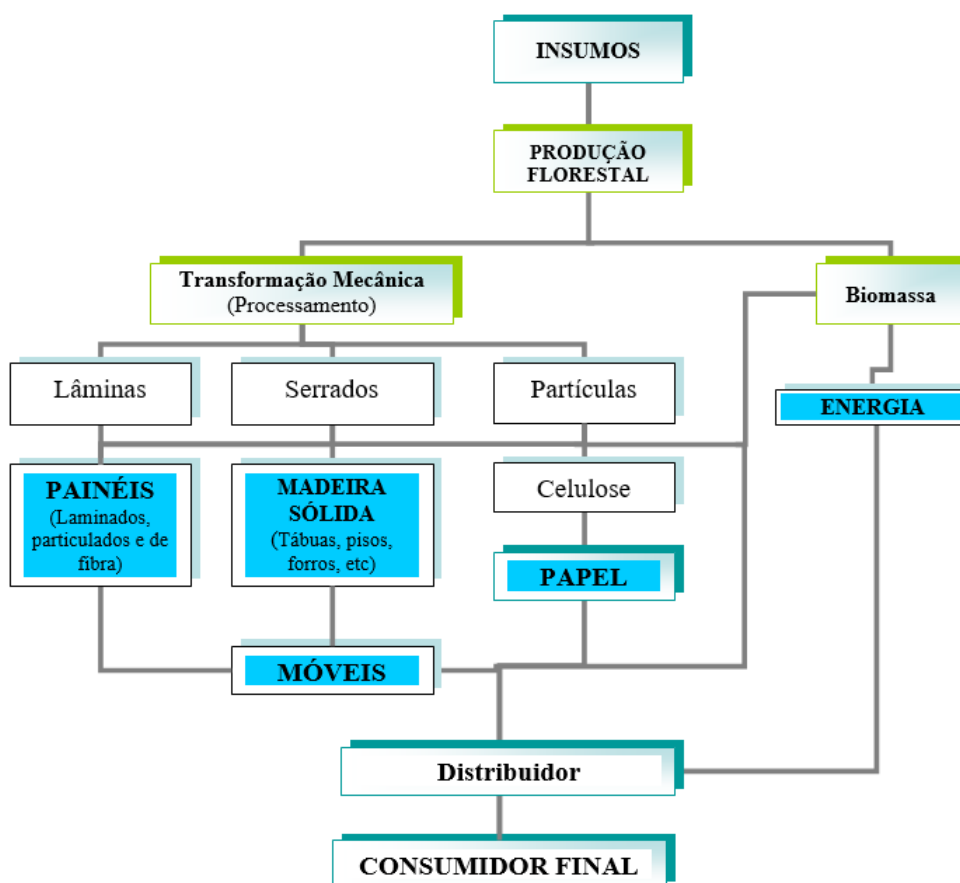 INSUMOS
PRODUÇÃO
FLORESTAL
Transformação Mecânica
(Processamento)
Biomassa
Lâminas
Serrados
Partículas
ENERGIA
PAINÉIS
(Laminados,
particulados e de
fibra)
MADEIRA
SÓLIDA
(Tábuas, pisos,
forros, etc)
Celulose
PAPEL
MÓVEIS
Distribuidor
CONSUMIDOR FINAL